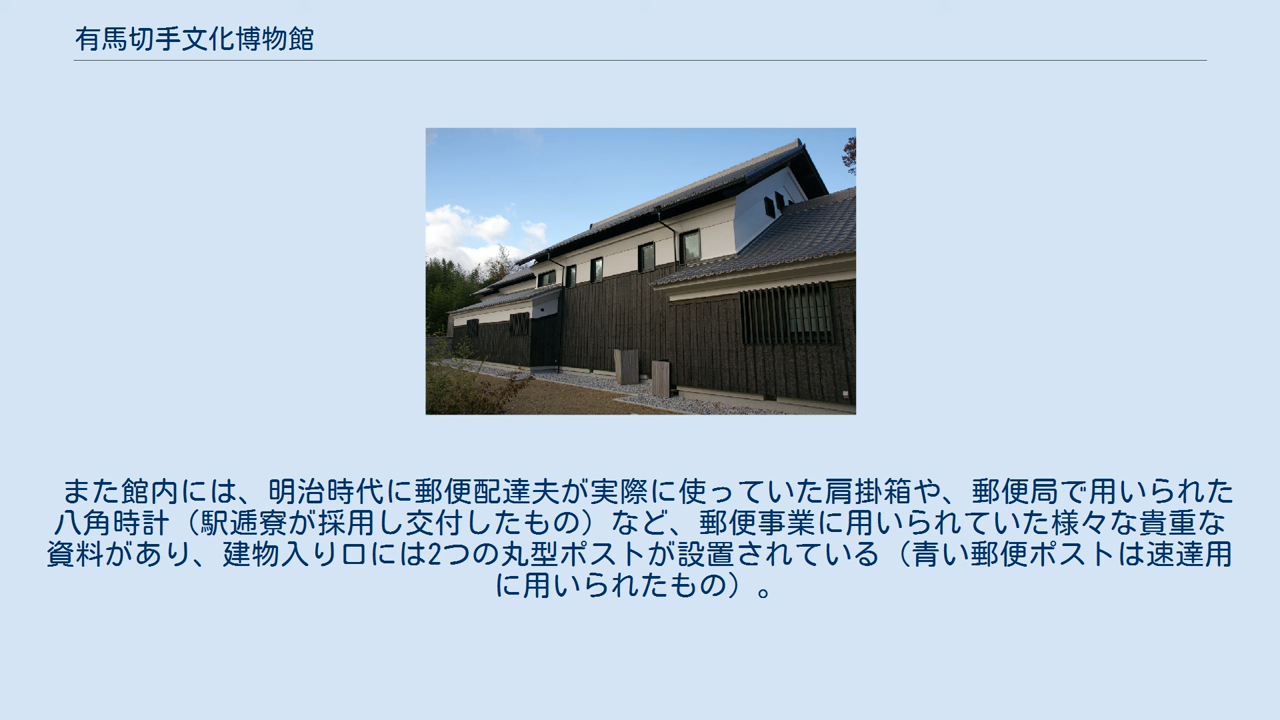 有馬切手文化博物館
また館内には、明治時代に郵便配達夫が実際に使っていた肩掛箱や、郵便局で用いられた
八角時計（駅逓寮が採用し交付したもの）など、郵便事業に用いられていた様々な貴重な
資料があり、建物入り口には2つの丸型ポストが設置されている（青い郵便ポストは速達用
に用いられたもの）。